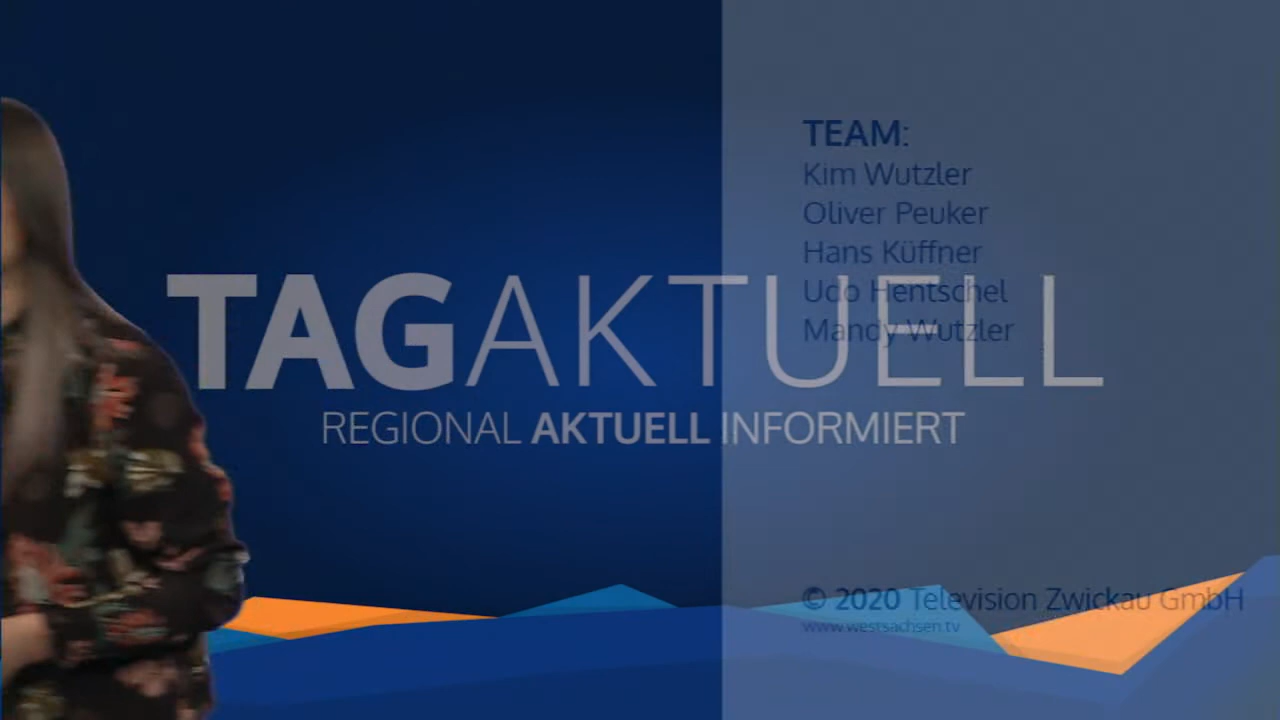 TEAM:
Kim Wutzler
Oliver Peuker
Hans Küffner
Udo Hentschel
Mandy Wutzler
TAGAKTUELL
REGIONAL AKTUELL INFORMIERT
© 2020 Television Zwickau GmbH
www.westsachsen.tv